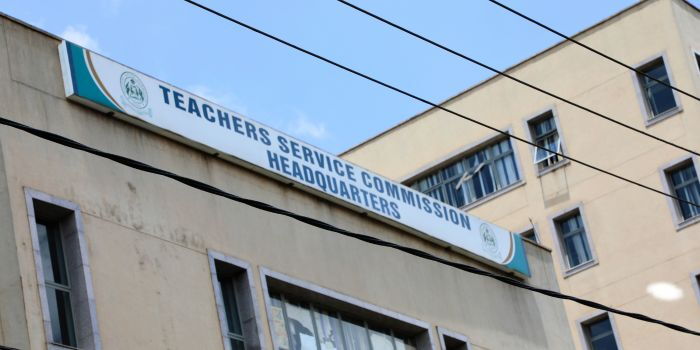 TEACHERS SERVICE COMMISSION
HEADQUARTERS